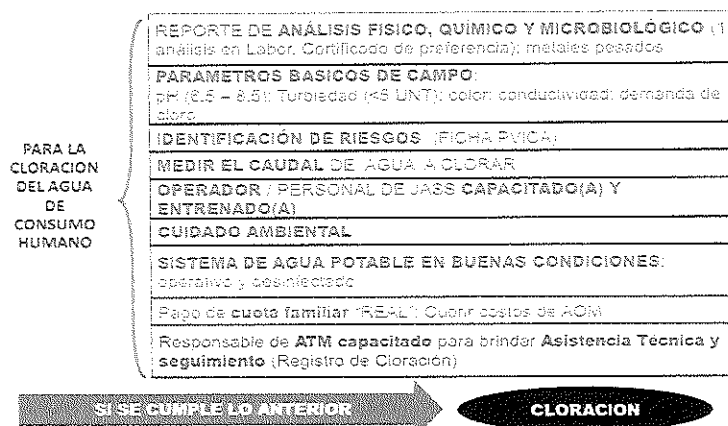 REPORTE DE ANÁLISIS FISICO, QUÍMICO Y MICROBIOLÓGICO (1
análisis en Labor. Certificado de preferencia); metales pesados
PARAMETROS BASICOS DE CAMPO:
pH (6.5 – 8.5); Turbiedad (<5 UNT); color; conductividad; demanda de
cloro
IDENTIFICACIÓN DE RIESGOS (FICHA PVICA)
MEDIR EL CAUDAL DE AGUA A CLORAR
OPERADOR / PERSONAL DE JASS CAPACITADO(A) Y
ENTRENADO(A)
CUIDADO AMBIENTAL
SISTEMA DE AGUA POTABLE EN BUENAS CONDICIONES:
operativo y desinfectado
Pago de cuota familiar "REAL": Cubrir costos de AOM
Responsable de ATM capacitado para brindar Asistencia Técnica y
seguimiento (Registro de Cloración)
PARA LA
CLORACION
DEL AGUA
DE
CONSUMO
HUMANO
SI SE CUMPLE LO ANTERIOR
CLORACION